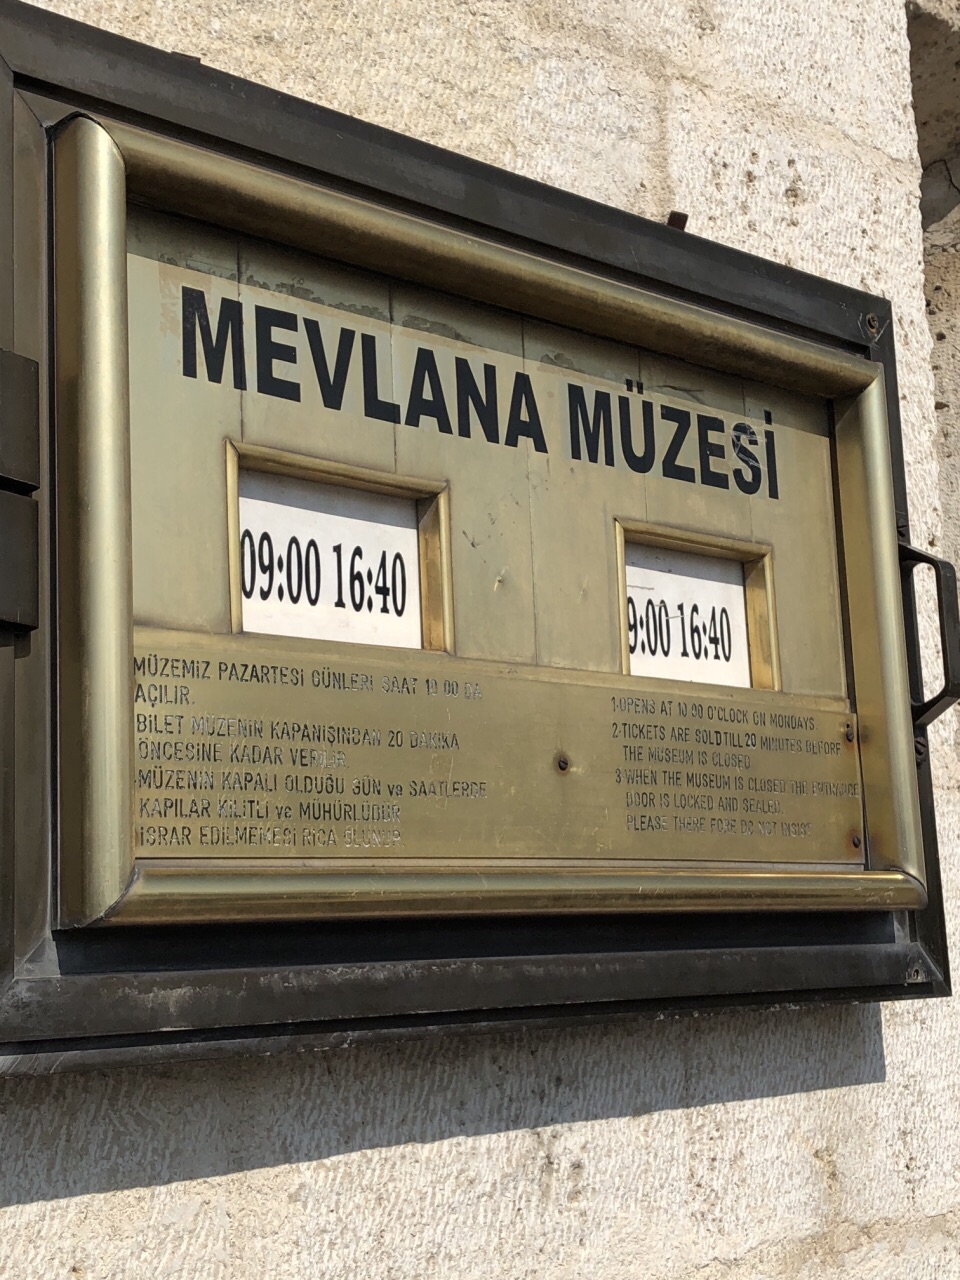 MEVLANA MÜZESİ
09:00 16:40
9:00 16:40
MÜZEMİZ PAZARTESİ GÜNLERİ SAAT 10 00 DA
AÇILIR.
BİLET MÜZENİN KAPANIŞINDAN 20 DAKIKA
ÖNCESİNE KADAR VERİLİR.
MÜZENİN KAPALI OLDUĞU GÜN ve SAATLERDE
KAPILAR KİLİTLİ ve MÜHÜRLÜDÜR
İSRAR EDİLMEMESİ RİCA OLUNUR.
1-OPENS AT 10 00 O'CLOCK ON MONDAYS
2-TICKETS ARE SOLD TILL 20 MINUTES BEFORE
THE MUSEUM IS CLOSED
3 WHEN THE MUSEUM IS CLOSED THE ENTRANCE
DOOR IS LOCKED AND SEALED.
PLEASE THERE FORE DO NOT INSIST